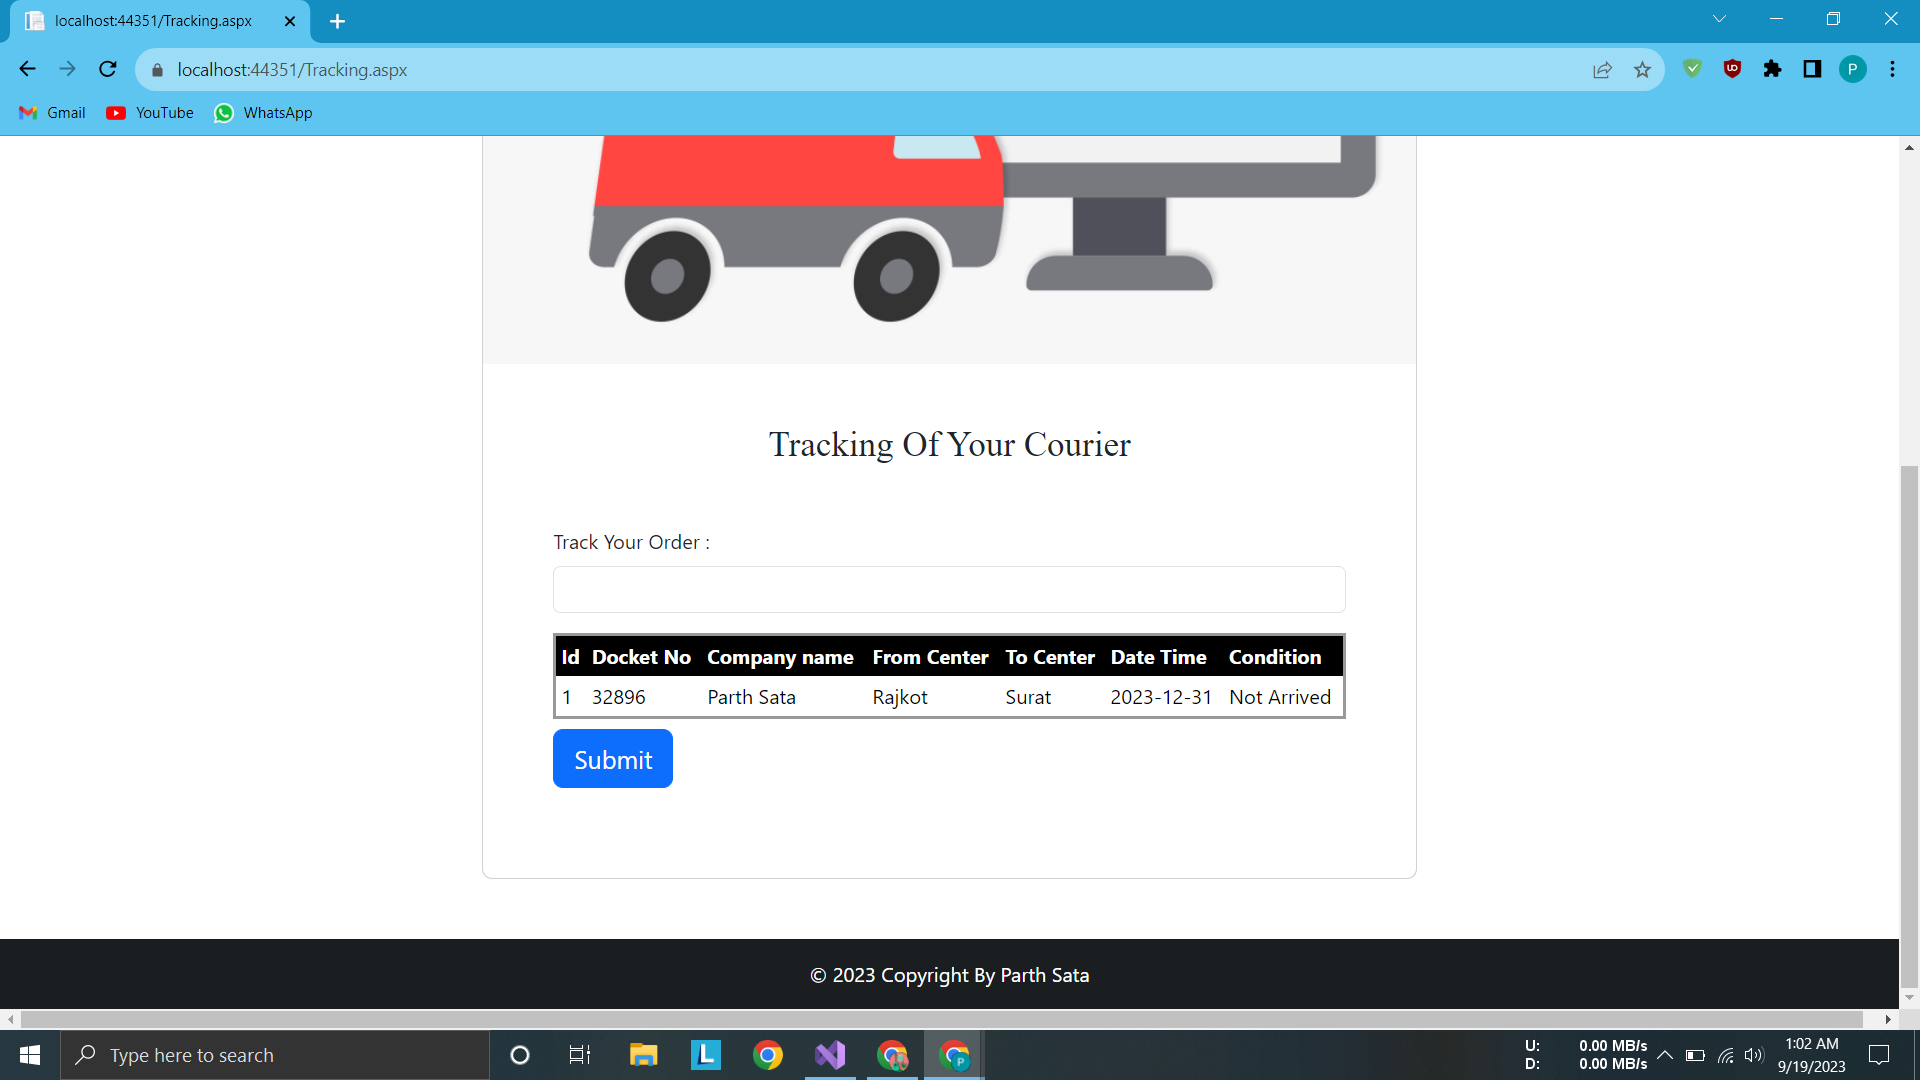 localhost:44351/Tracking.aspx
localhost:44351/Tracking.aspx
P
Gmail YouTube WhatsApp
Tracking Of Your Courier
Track Your Order :
Id Docket No Company name From Center To Center Date Time Condition
1 32896 Parth Sata Rajkot Surat 2023-12-31 Not Arrived
Submit
© 2023 Copyright By Parth Sata
Type here to search
L
P
U: 0.00 MB/s
D: 0.00 MB/s
1:02 AM
9/19/2023